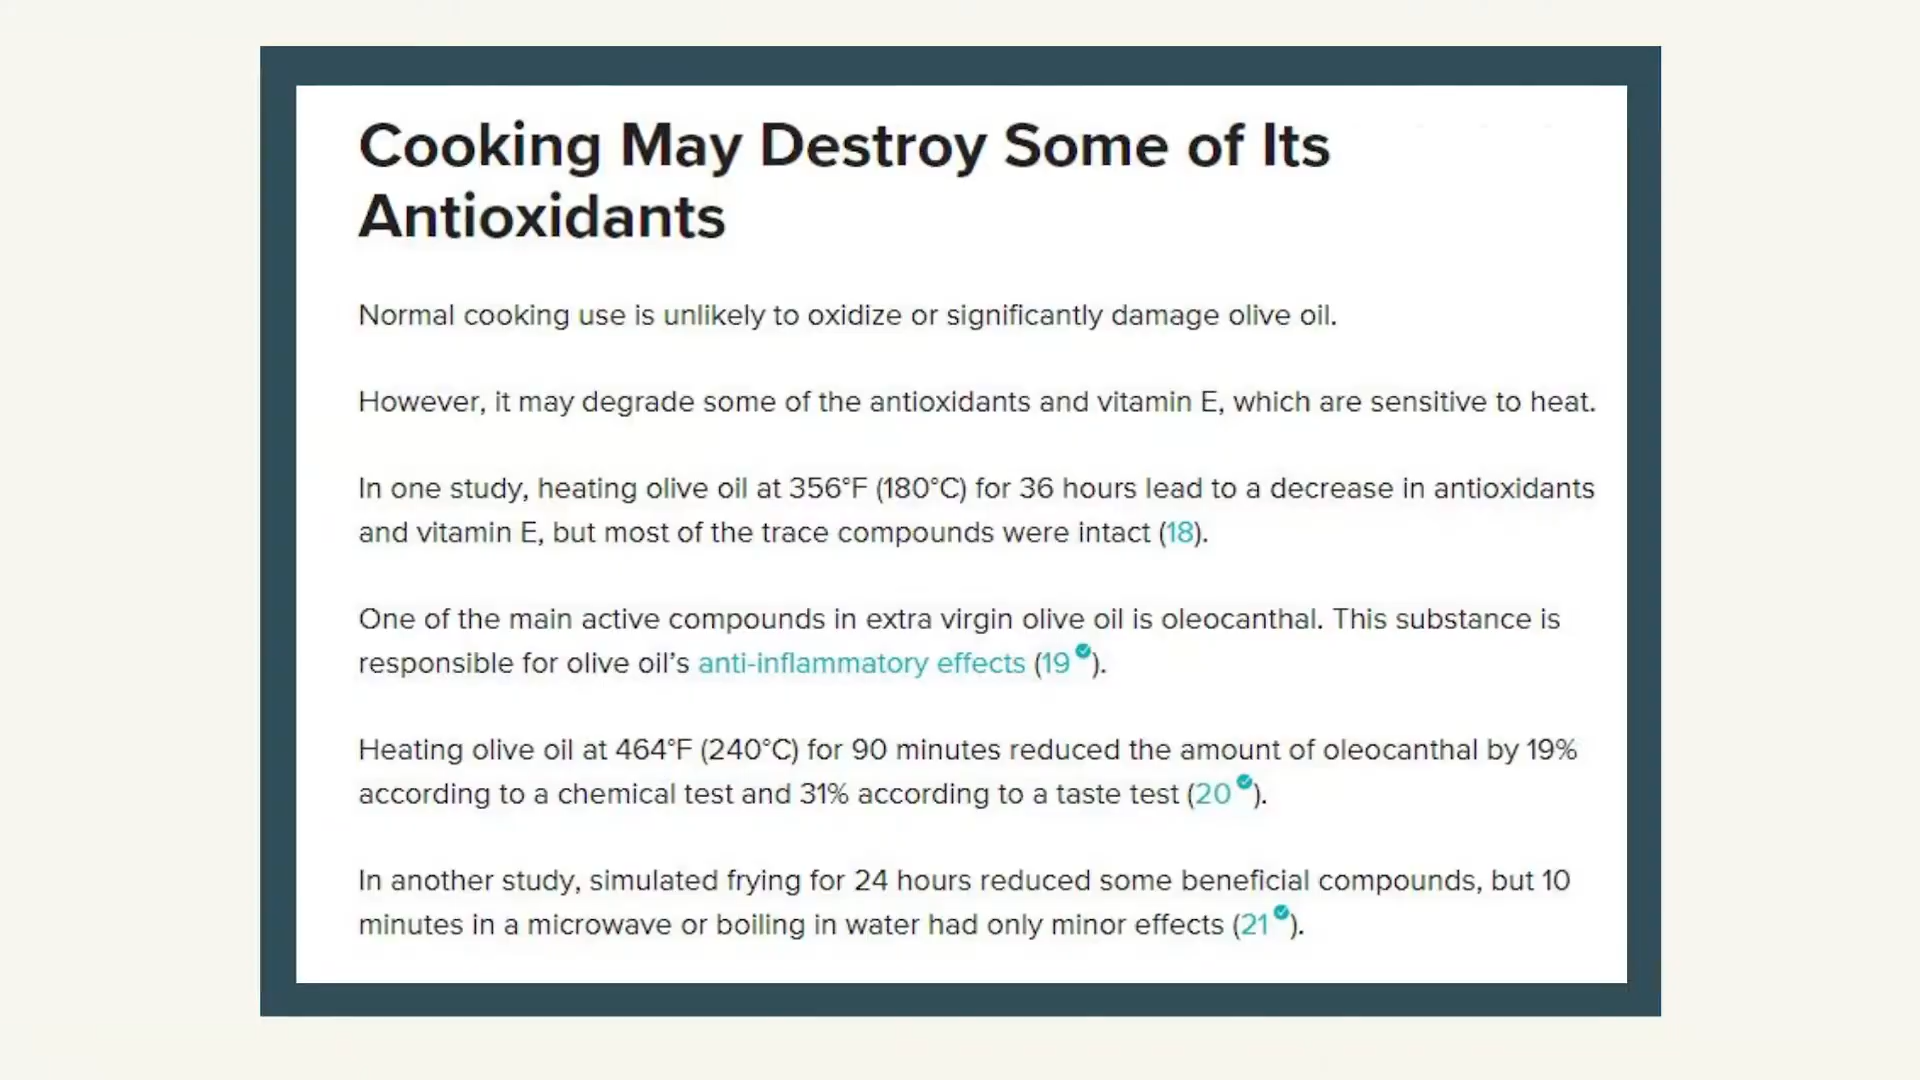 Cooking May Destroy Some of Its
Antioxidants
Normal cooking use is unlikely to oxidize or significantly damage olive oil.
However, it may degrade some of the antioxidants and vitamin E, which are sensitive to heat.
In one study, heating olive oil at 356°F (180°C) for 36 hours lead to a decrease in antioxidants
and vitamin E, but most of the trace compounds were intact (18).
One of the main active compounds in extra virgin olive oil is oleocanthal. This substance is
responsible for olive oil's anti-inflammatory effects (19).
Heating olive oil at 464°F (240°C) for 90 minutes reduced the amount of oleocanthal by 19%
according to a chemical test and 31% according to a taste test (20).
In another study, simulated frying for 24 hours reduced some beneficial compounds, but 10
minutes in a microwave or boiling in water had only minor effects (21).